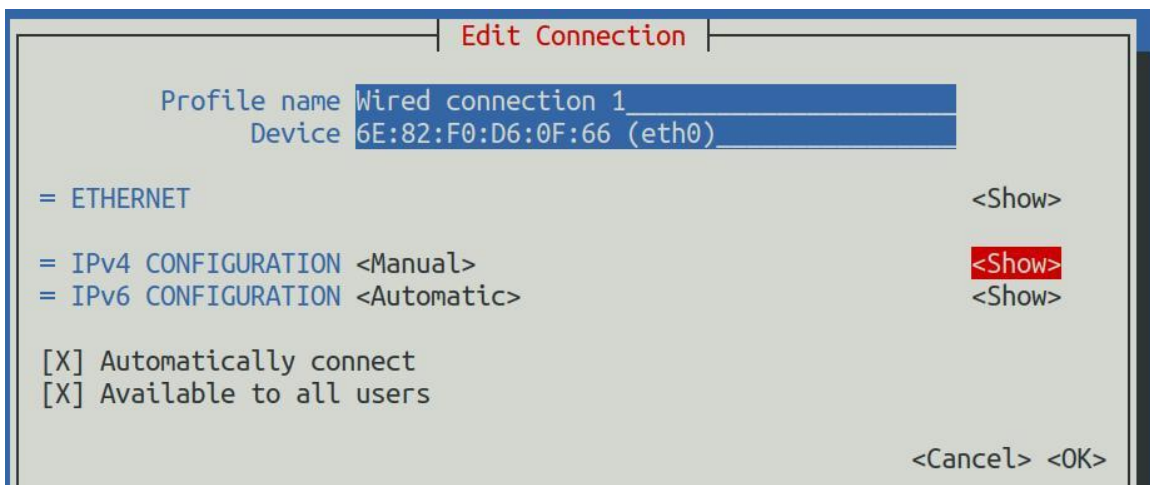 Edit Connection
Profile name Wired connection 1
Device 6E:82:F0:D6:0F:66 (eth0)
= ETHERNET <Show>
= IPv4 CONFIGURATION <Manual> <Show>
= IPv6 CONFIGURATION <Automatic> <Show>
[X] Automatically connect
[X] Available to all users
<Cancel> <OK>